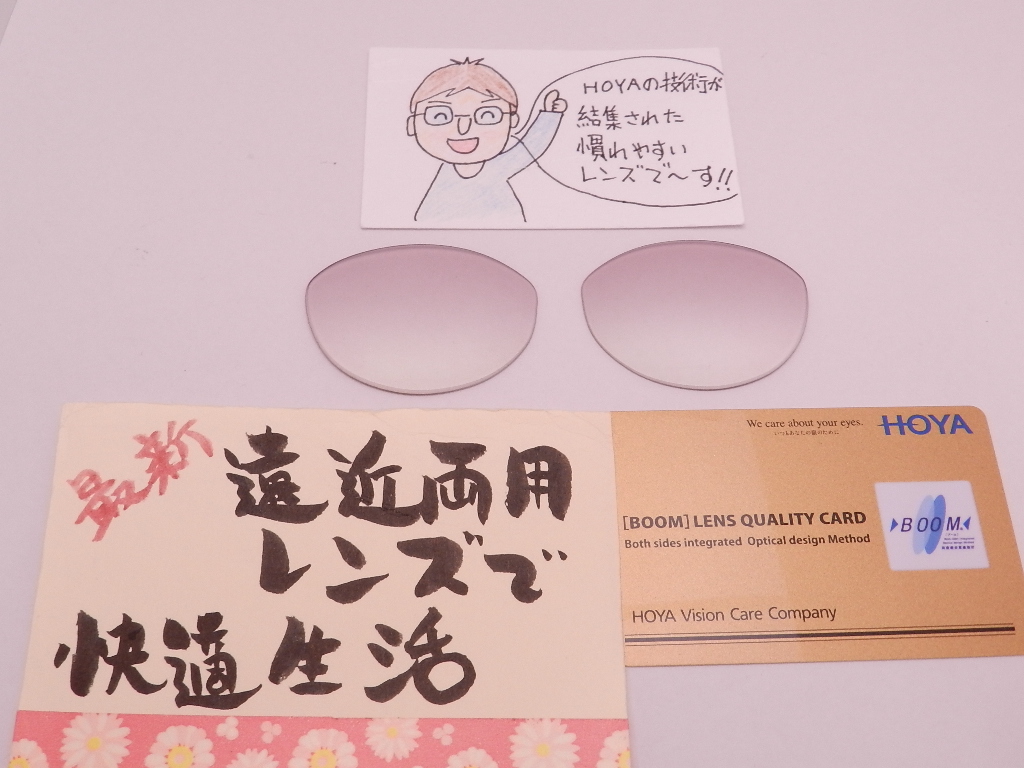 HOYAの技術が
結集された
慣れやすい
レンズで〜す!!
最新
遠近両用
レンズで
快適生活
We care about your eyes.
HOYA
[BOOM] LENS QUALITY CARD
Both sides integrated Optical design Method
BOOM
HOYA Vision Care Company